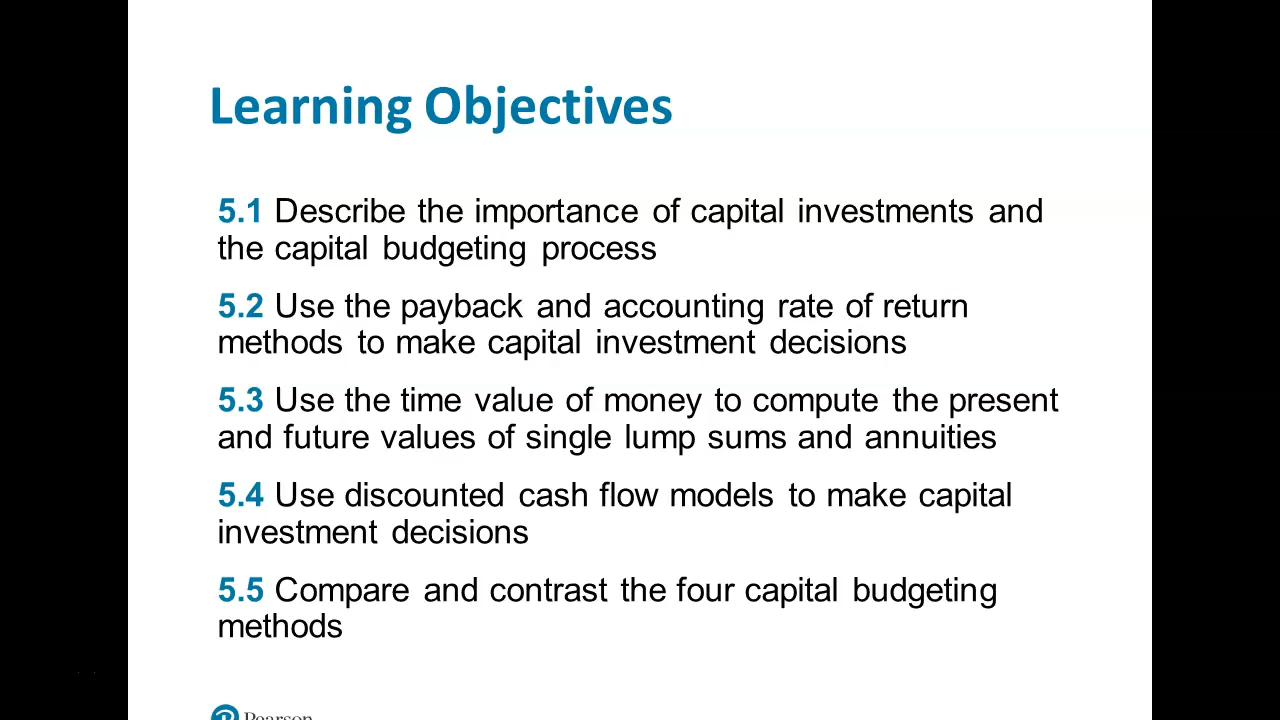 Learning Objectives
5.1 Describe the importance of capital investments and
the capital budgeting process
5.2 Use the payback and accounting rate of return
methods to make capital investment decisions
5.3 Use the time value of money to compute the present
and future values of single lump sums and annuities
5.4 Use discounted cash flow models to make capital
investment decisions
5.5 Compare and contrast the four capital budgeting
methods
Pearson